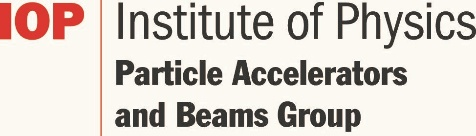 IOP Institute of Physics
Particle Accelerators
and Beams Group